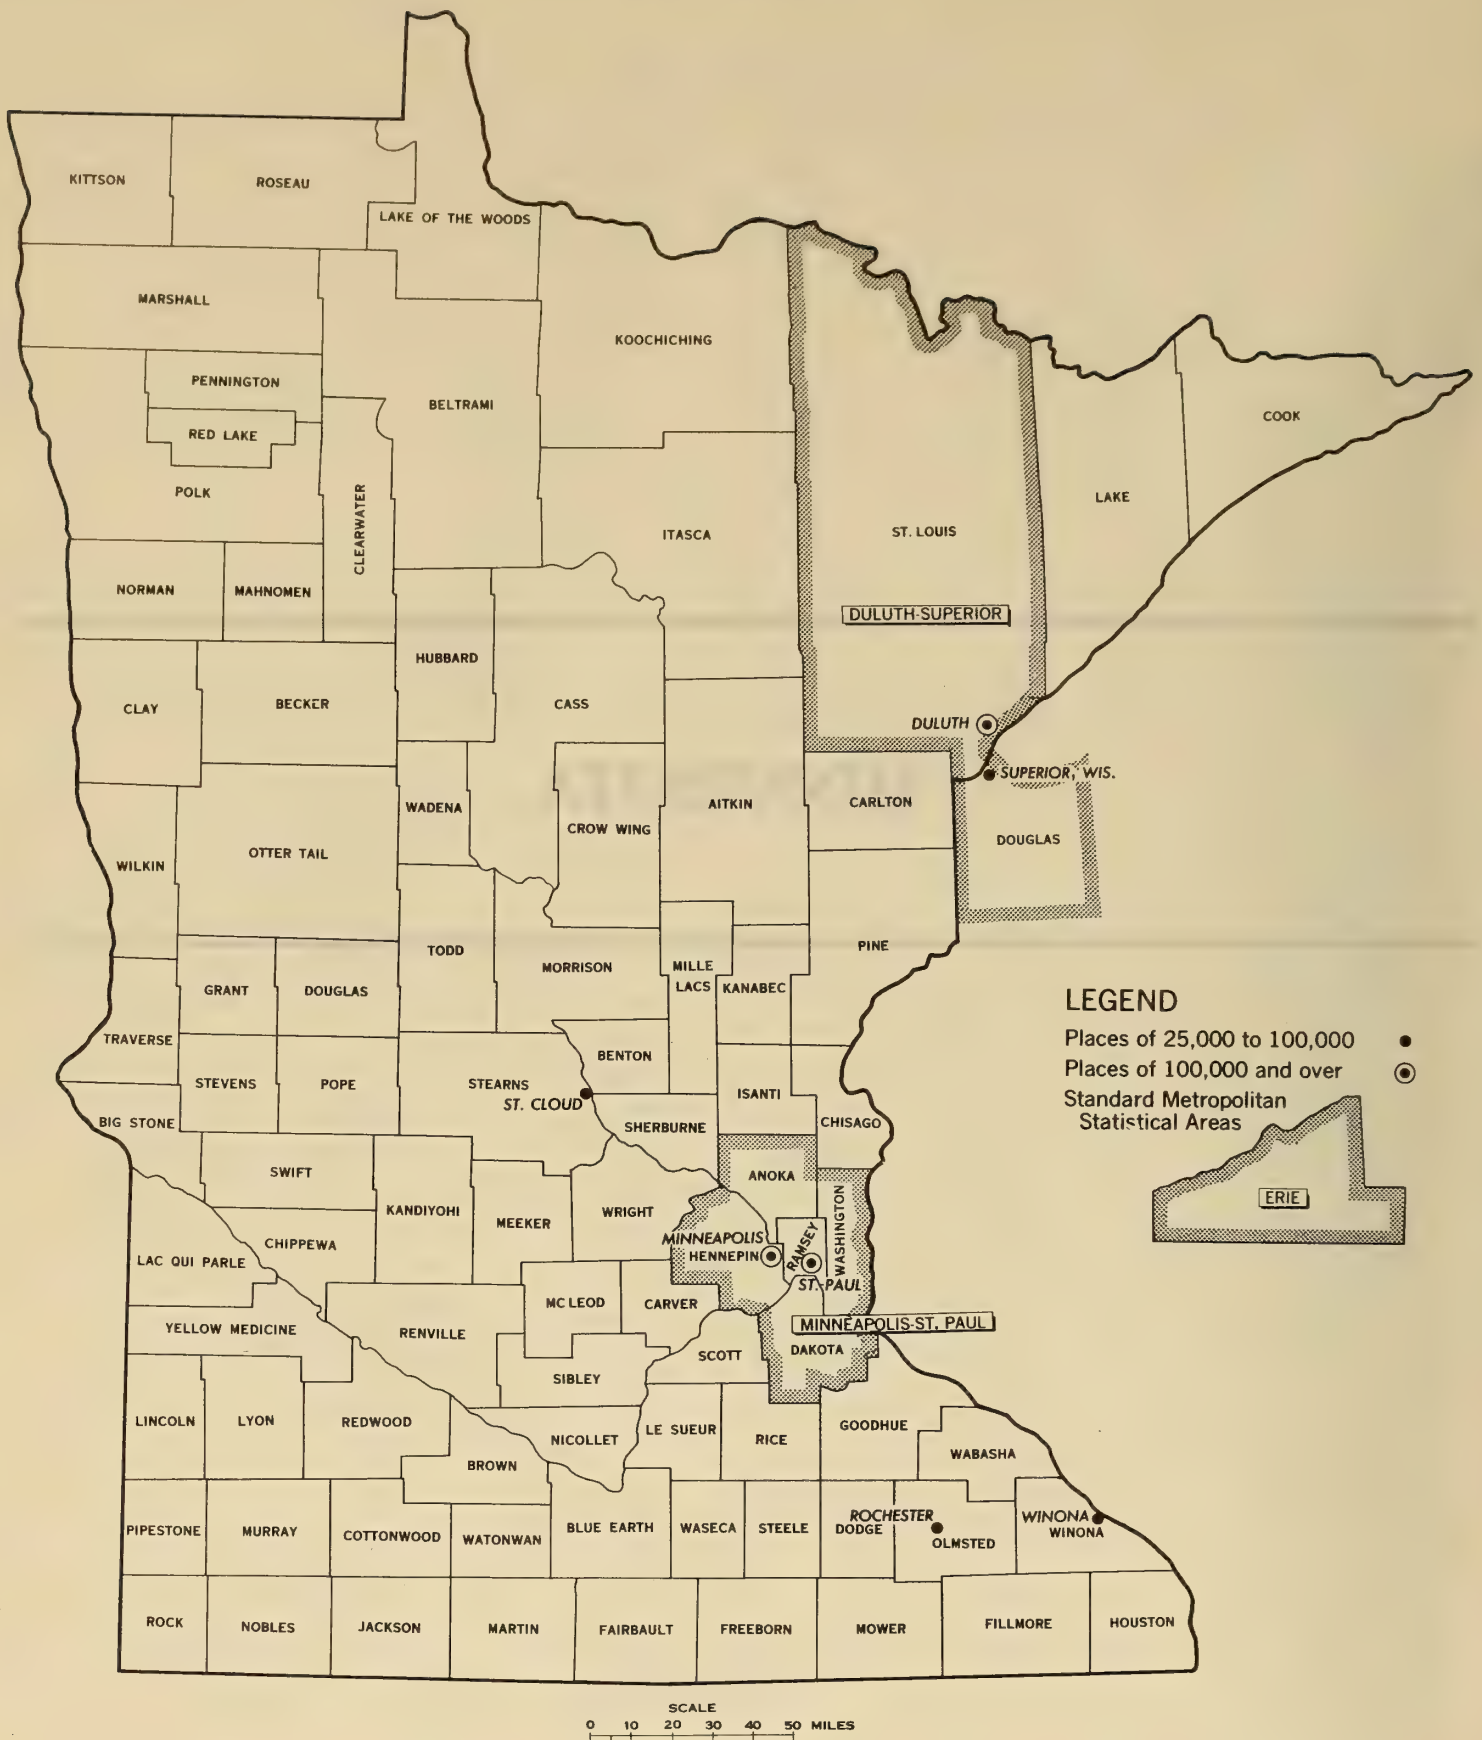 KITTSON
ROSEAU
LAKE OF THE WOODS
MARSHALL
KOOCHICHING
PENNINGTON
BELTRAMI
RED LAKE
COOK
POLK
CLEARWATER
LAKE
ST. LOUIS
ITASCA
NORMAN
MAHNOMEN
DULUTH-SUPERIOR
HUBBARD
CLAY
BECKER
CASS
DULUTH
SUPERIOR, WIS.
WADENA
AITKIN
CARLTON
CROW WING
DOUGLAS
WILKIN
OTTER TAIL
TODD
PINE
MORRISON
MILLE
LACS
KANABEC
GRANT
DOUGLAS
LEGEND
Places of 25,000 to 100,000
Places of 100,000 and over
Standard Metropolitan
Statistical Areas
ERIE
TRAVERSE
BENTON
STEVENS
POPE
STEARNS
ST. CLOUD
ISANTI
BIG STONE
SHERBURNE
CHISAGO
SWIFT
ANOKA
KANDIYOHI
MEEKER
WRIGHT
WASHINGTON
CHIPPEWA
MINNEAPOLIS
HENNEPIN
RAMSEY
LAC QUI PARLE
ST. PAUL
MC LEOD
CARVER
MINNEAPOLIS-ST. PAUL
YELLOW MEDICINE
RENVILLE
SCOTT
DAKOTA
SIBLEY
LINCOLN
LYON
REDWOOD
NICOLLET
LE SUEUR
RICE
GOODHUE
WABASHA
BROWN
PIPESTONE
MURRAY
COTTONWOOD
WATONWAN
BLUE EARTH
WASECA
STEELE
DODGE
ROCHESTER
OLMSTED
WINONA
WINONA
ROCK
NOBLES
JACKSON
MARTIN
FAIRBAULT
FREEBORN
MOWER
FILLMORE
HOUSTON
SCALE
0 10 20 30 40 50 MILES